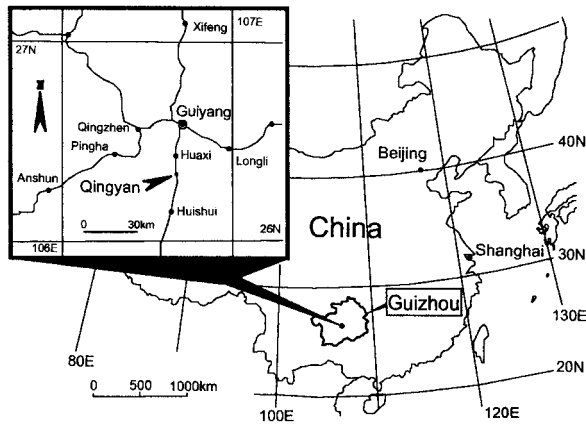 Xifeng
107E
27N
N
Guiyang
Qingzhen
Pingha
Huaxi
Longli
Anshun
Qingyan
Huishui
0 30km
26N
106E
40N
Beijing
China
Shanghai
30N
Guizhou
130E
80E
20N
0 500 1000km
100E
120E